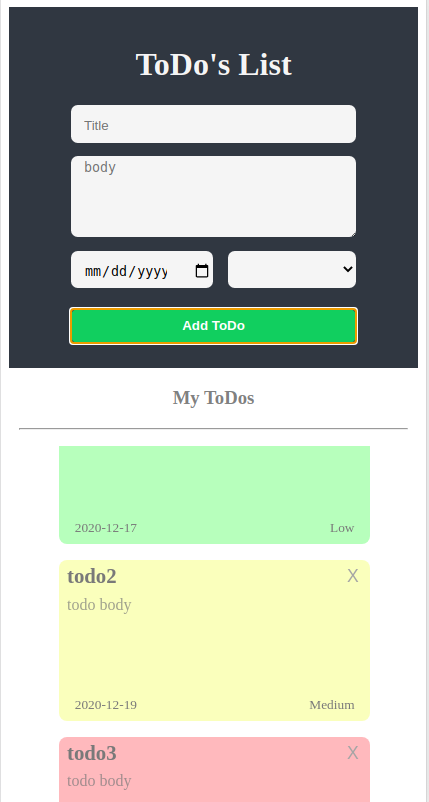 ToDo's List
Title
body
mm/dd/yyyy
Add ToDo
My ToDos
2020-12-17 Low
todo2 X
todo body
2020-12-19 Medium
todo3 X
todo body